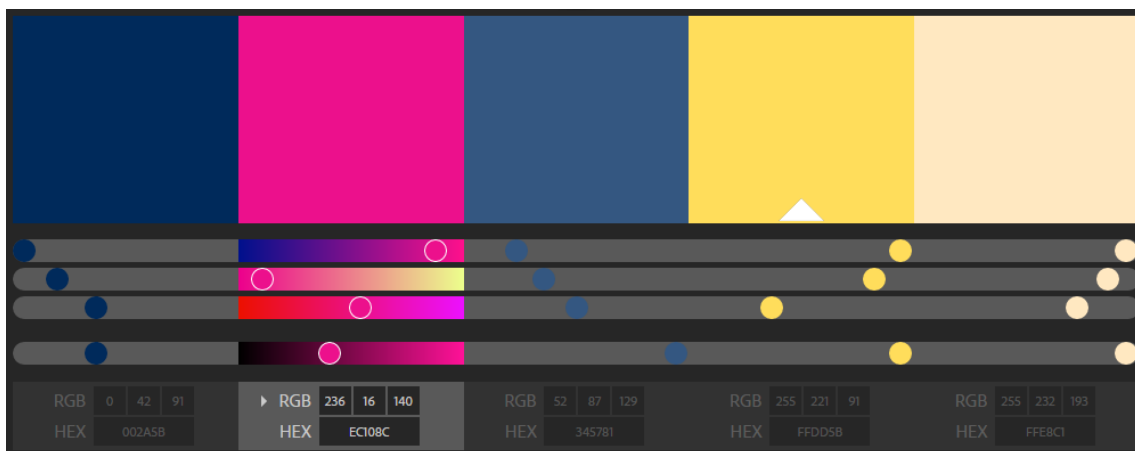 RGB 0 42 91 RGB 236 16 140 RGB 52 87 129 RGB 255 221 91 RGB 255 232 193
HEX 002A5B HEX EC108C HEX 345781 HEX FFDD5B HEX FFE8C1